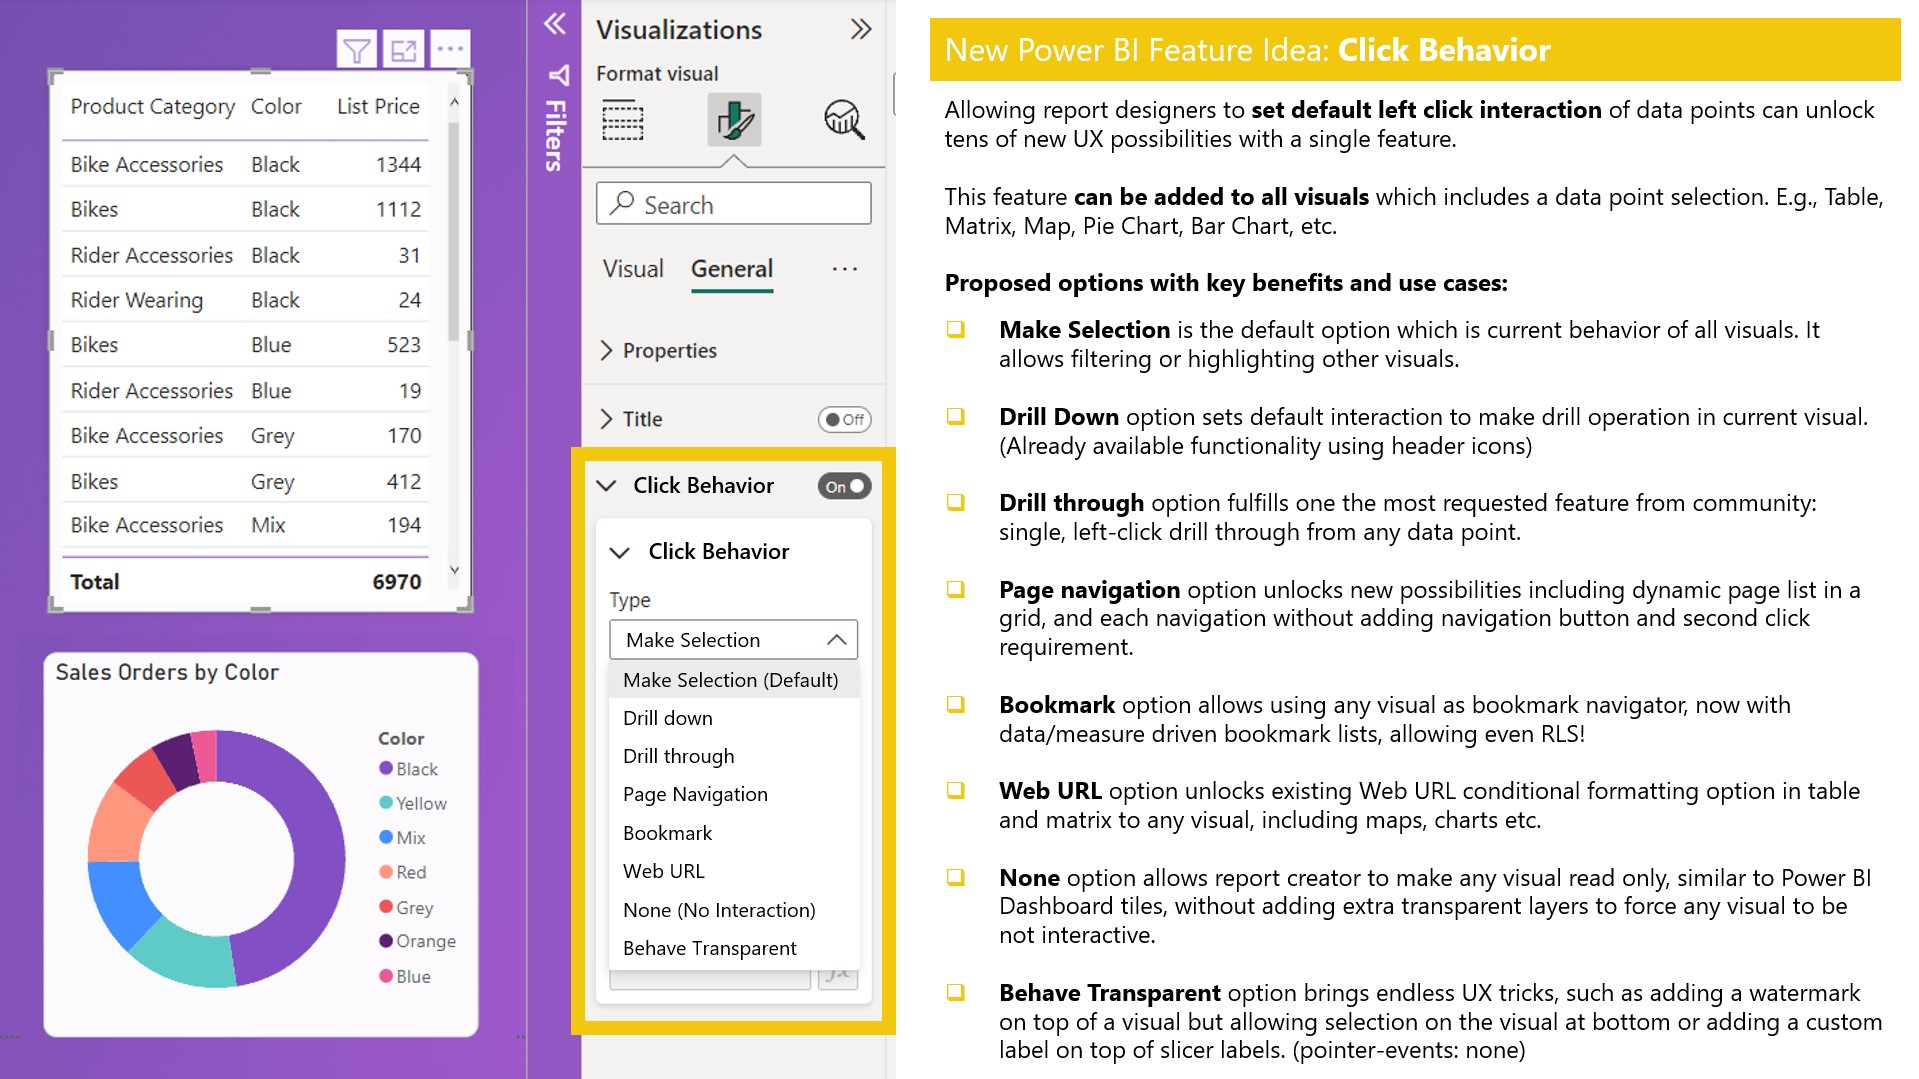 Product Category Color List Price
Bike Accessories Black 1344
Bikes Black 1112
Rider Accessories Black 31
Rider Wearing Black 24
Bikes Blue 523
Rider Accessories Blue 19
Bike Accessories Grey 170
Bikes Grey 412
Bike Accessories Mix 194
Total 6970
Sales Orders by Color
Color
Black
Yellow
Mix
Red
Grey
Orange
Blue
Filters
Visualizations
Format visual
Search
Visual General
Properties
Title Off
Click Behavior On
Click Behavior
Type
Make Selection
Make Selection (Default)
Drill down
Drill through
Page Navigation
Bookmark
Web URL
None (No Interaction)
Behave Transparent
fx
New Power BI Feature Idea: Click Behavior
Allowing report designers to set default left click interaction of data points can unlock
tens of new UX possibilities with a single feature.
This feature can be added to all visuals which includes a data point selection. E.g., Table,
Matrix, Map, Pie Chart, Bar Chart, etc.
Proposed options with key benefits and use cases:
Make Selection is the default option which is current behavior of all visuals. It
allows filtering or highlighting other visuals.
Drill Down option sets default interaction to make drill operation in current visual.
(Already available functionality using header icons)
Drill through option fulfills one the most requested feature from community:
single, left-click drill through from any data point.
Page navigation option unlocks new possibilities including dynamic page list in a
grid, and each navigation without adding navigation button and second click
requirement.
Bookmark option allows using any visual as bookmark navigator, now with
data/measure driven bookmark lists, allowing even RLS!
Web URL option unlocks existing Web URL conditional formatting option in table
and matrix to any visual, including maps, charts etc.
None option allows report creator to make any visual read only, similar to Power BI
Dashboard tiles, without adding extra transparent layers to force any visual to be
not interactive.
Behave Transparent option brings endless UX tricks, such as adding a watermark
on top of a visual but allowing selection on the visual at bottom or adding a custom
label on top of slicer labels. (pointer-events: none)